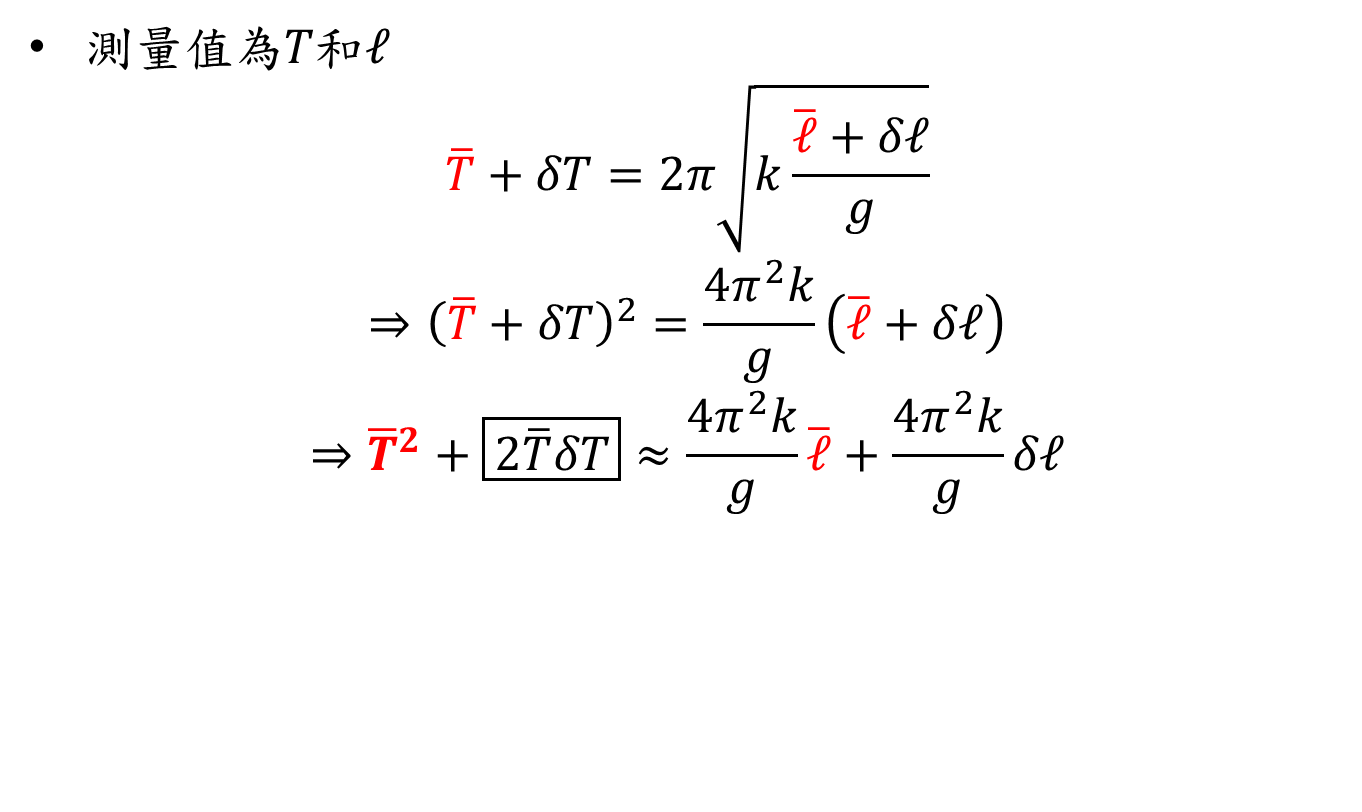 • 測量值為𝑇和ℓ
T̅ + δT = 2π√(k (ℓ̅ + δℓ)/g)
⇒ (T̅ + δT)² = (4π²k/g)(ℓ̅ + δℓ)
⇒ T̅² + 2T̅δT ≈ (4π²k/g)ℓ̅ + (4π²k/g)δℓ